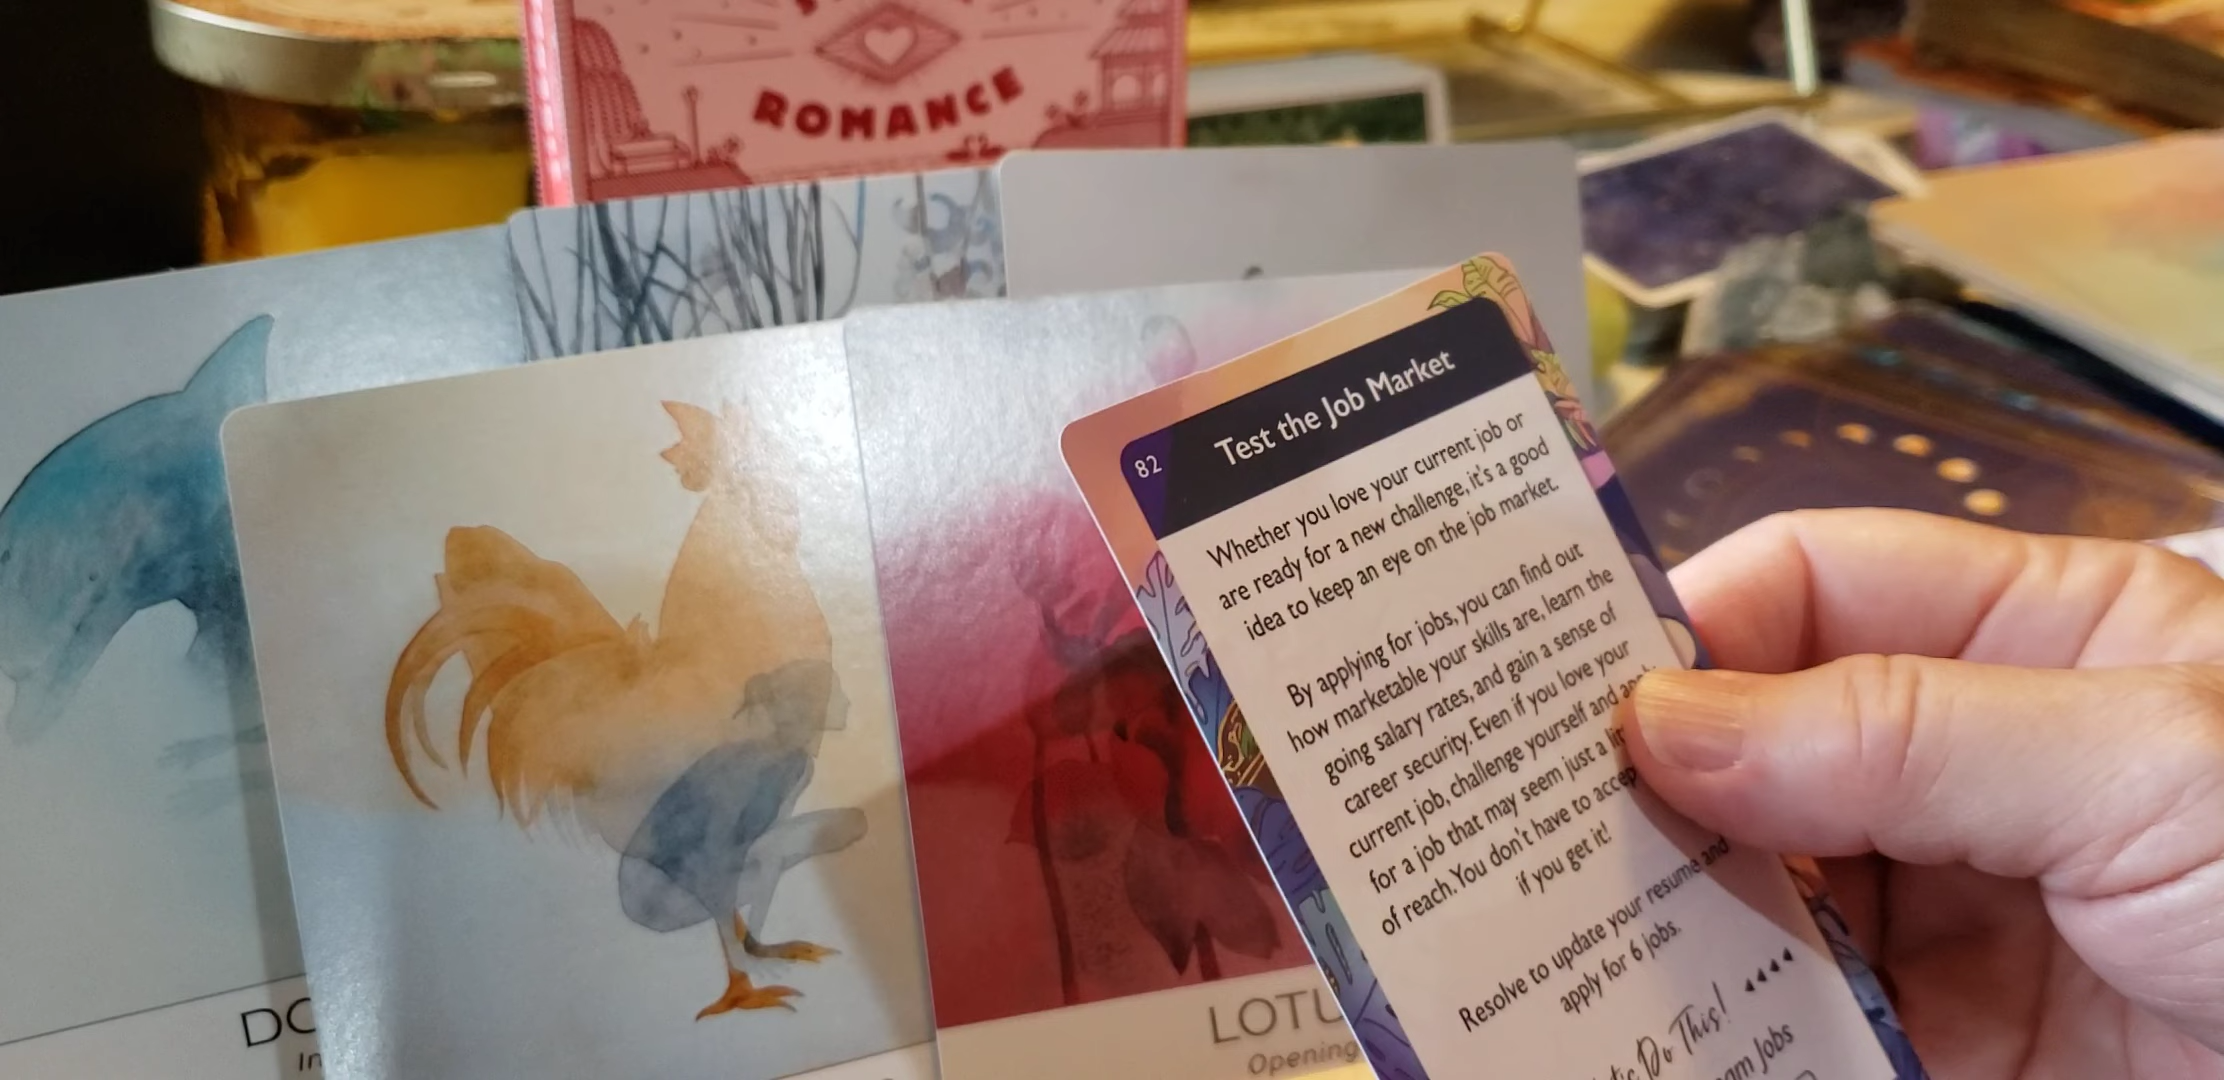 ROMANCE
82
Test the Job Market
Whether you love your current job or
are ready for a new challenge, it's a good
idea to keep an eye on the job market.
By applying for jobs, you can find out
how marketable your skills are, learn the
going salary rates, and gain a sense of
career security. Even if you love your
current job, challenge yourself and
for a job that may seem just a
of reach. You don't have to
if you get it!
Resolve to update your resume and
apply for 6 jobs.
Do This!
Jobs
Opening